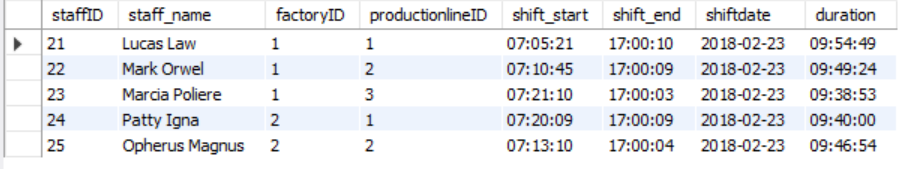 staffID staff_name factoryID productionlineID shift_start shift_end shiftdate duration
21 Lucas Law 1 1 07:05:21 17:00:10 2018-02-23 09:54:49
22 Mark Orwel 1 2 07:10:45 17:00:09 2018-02-23 09:49:24
23 Marcia Poliere 1 3 07:21:10 17:00:03 2018-02-23 09:38:53
24 Patty Igna 2 1 07:20:09 17:00:09 2018-02-23 09:40:00
25 Opherus Magnus 2 2 07:13:10 17:00:04 2018-02-23 09:46:54